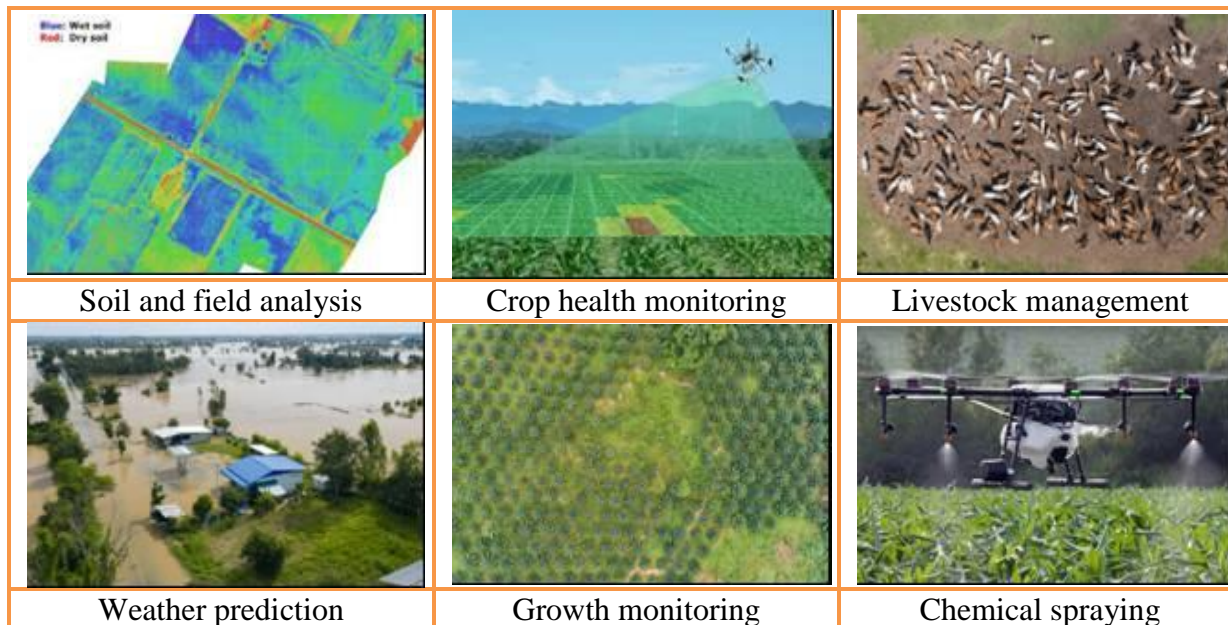 Blue: Wet soil
Red: Dry soil
Soil and field analysis
Crop health monitoring
Livestock management
Weather prediction
Growth monitoring
Chemical spraying